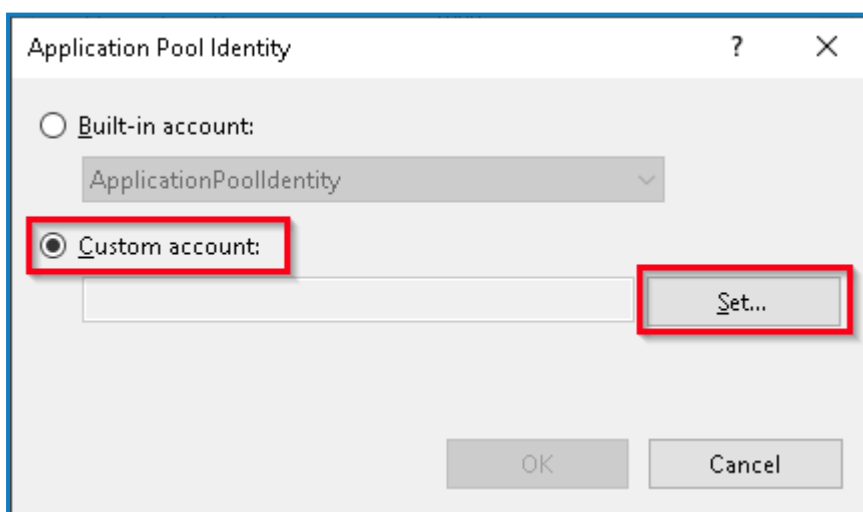 Application Pool Identity ?
Built-in account:
ApplicationPoolIdentity
Custom account:
Set...
OK Cancel